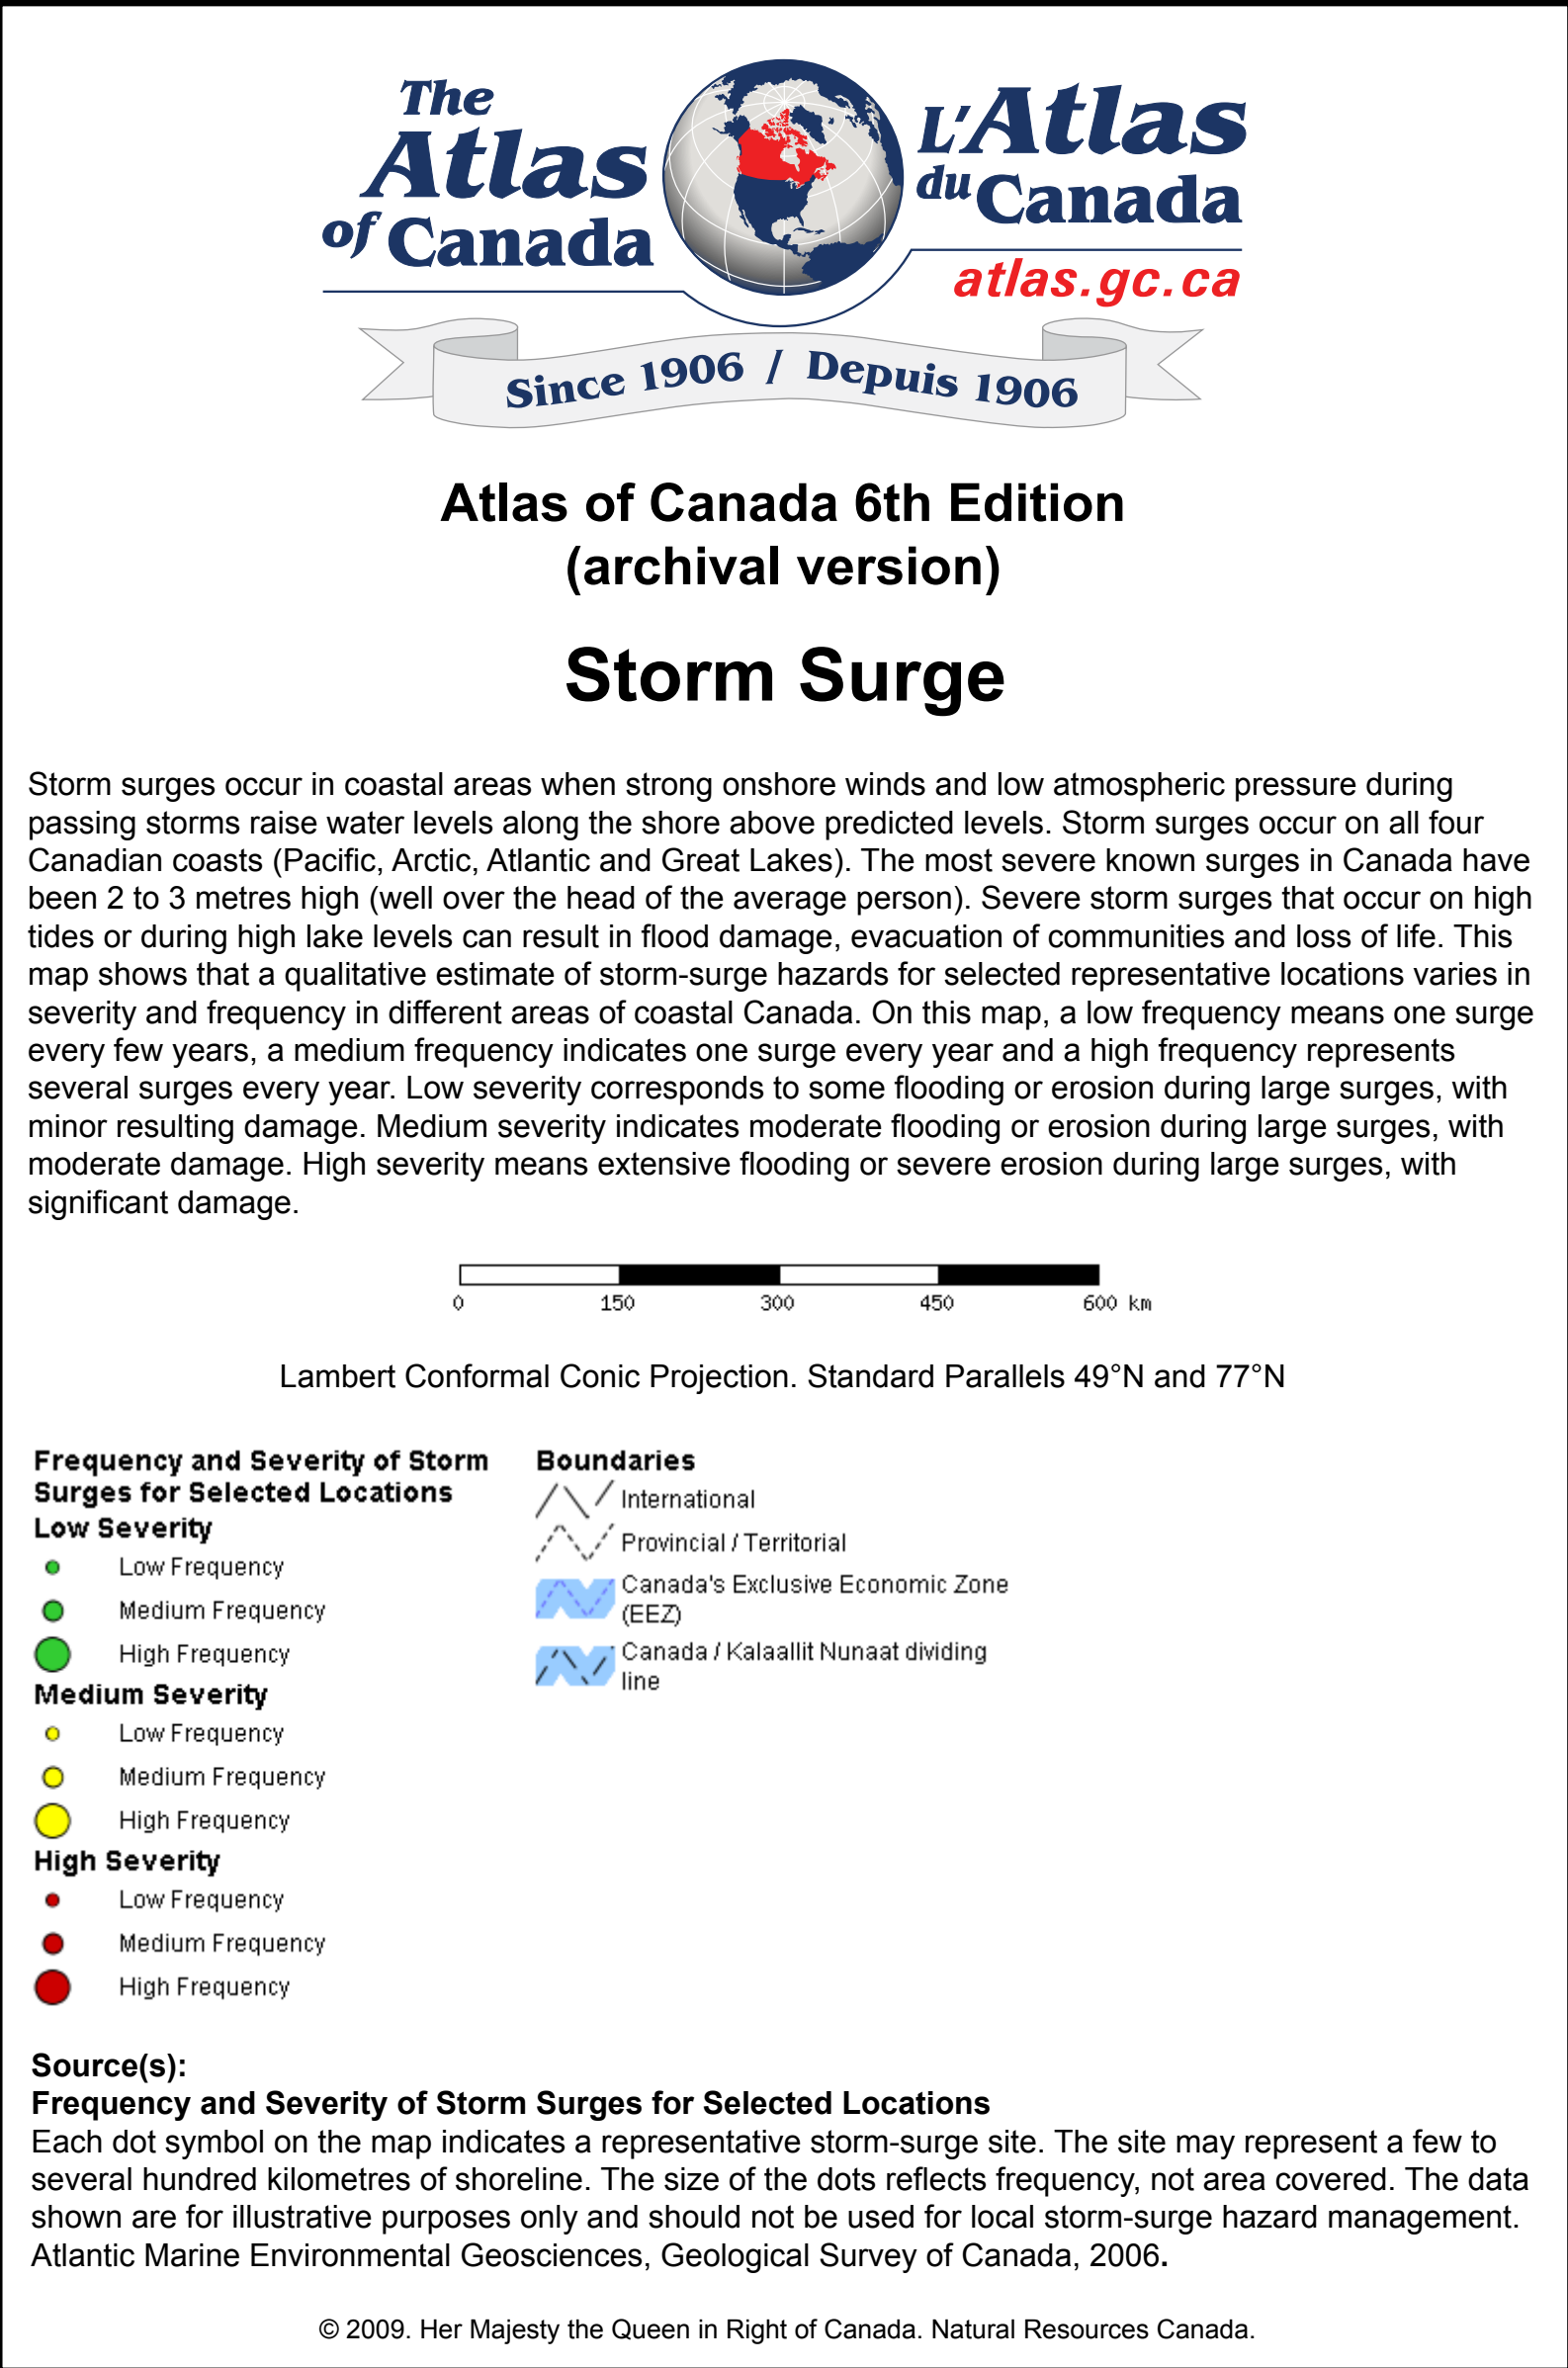 The
Atlas
of Canada
L'Atlas
du Canada
atlas.gc.ca
Since 1906 / Depuis 1906
Atlas of Canada 6th Edition
(archival version)
Storm Surge
Storm surges occur in coastal areas when strong onshore winds and low atmospheric pressure during
passing storms raise water levels along the shore above predicted levels. Storm surges occur on all four
Canadian coasts (Pacific, Arctic, Atlantic and Great Lakes). The most severe known surges in Canada have
been 2 to 3 metres high (well over the head of the average person). Severe storm surges that occur on high
tides or during high lake levels can result in flood damage, evacuation of communities and loss of life. This
map shows that a qualitative estimate of storm-surge hazards for selected representative locations varies in
severity and frequency in different areas of coastal Canada. On this map, a low frequency means one surge
every few years, a medium frequency indicates one surge every year and a high frequency represents
several surges every year. Low severity corresponds to some flooding or erosion during large surges, with
minor resulting damage. Medium severity indicates moderate flooding or erosion during large surges, with
moderate damage. High severity means extensive flooding or severe erosion during large surges, with
significant damage.
0 150 300 450 600 km
Lambert Conformal Conic Projection. Standard Parallels 49°N and 77°N
Frequency and Severity of Storm
Surges for Selected Locations
Low Severity
Low Frequency
Medium Frequency
High Frequency
Medium Severity
Low Frequency
Medium Frequency
High Frequency
High Severity
Low Frequency
Medium Frequency
High Frequency
Boundaries
International
Provincial / Territorial
Canada's Exclusive Economic Zone
(EEZ)
Canada / Kalaallit Nunaat dividing
line
Source(s):
Frequency and Severity of Storm Surges for Selected Locations
Each dot symbol on the map indicates a representative storm-surge site. The site may represent a few to
several hundred kilometres of shoreline. The size of the dots reflects frequency, not area covered. The data
shown are for illustrative purposes only and should not be used for local storm-surge hazard management.
Atlantic Marine Environmental Geosciences, Geological Survey of Canada, 2006.
© 2009. Her Majesty the Queen in Right of Canada. Natural Resources Canada.